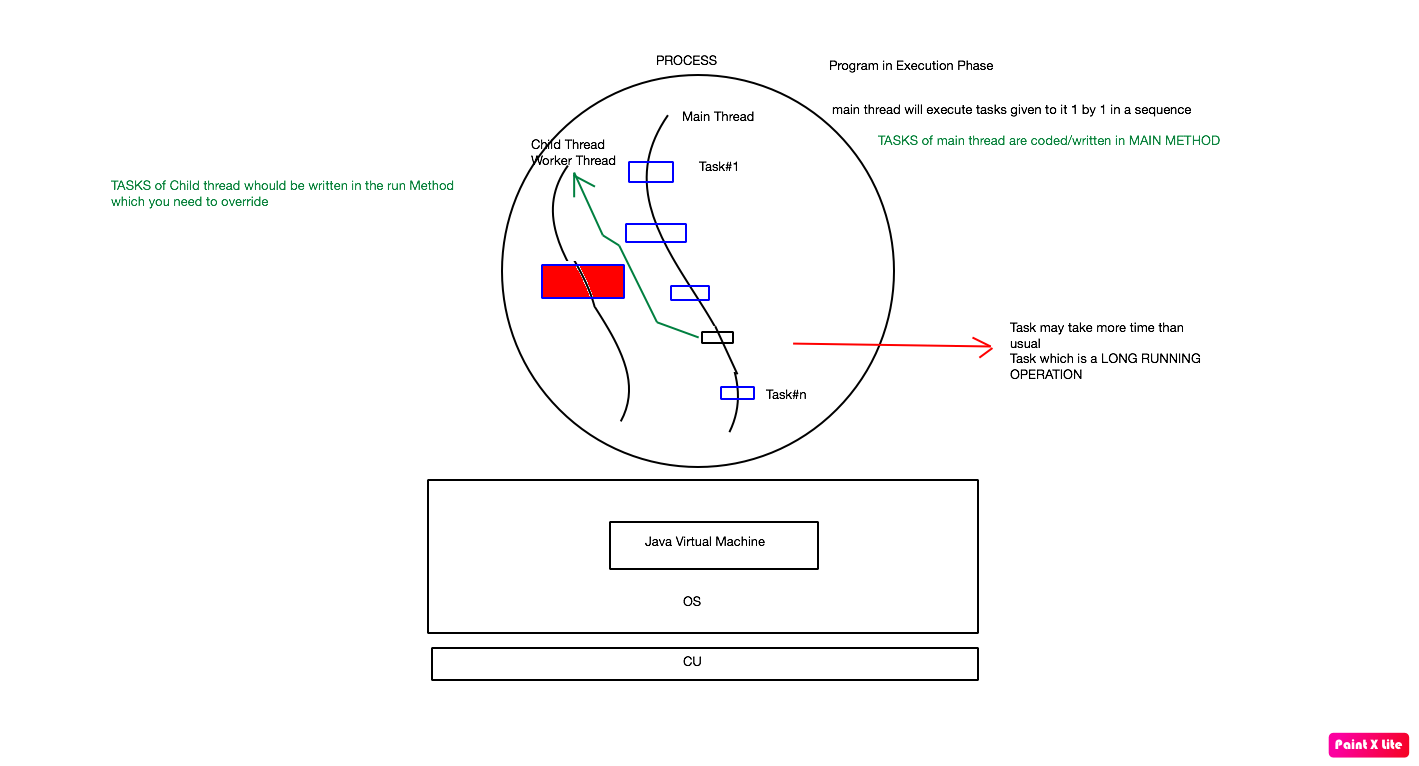 PROCESS
Program in Execution Phase
main thread will execute tasks given to it 1 by 1 in a sequence
Main Thread
TASKS of main thread are coded/written in MAIN METHOD
Child Thread
Worker Thread
Task#1
TASKS of Child thread whould be written in the run Method
which you need to override
Task may take more time than
usual
Task which is a LONG RUNNING
OPERATION
Task#n
Java Virtual Machine
OS
CU
Paint X Lite